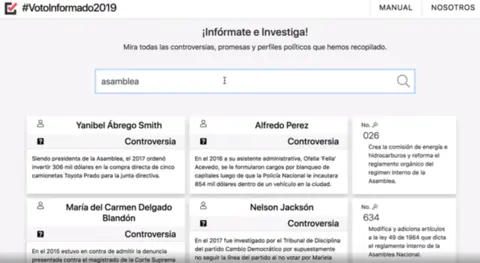 #VotoInformado2019
MANUAL
NOSOTROS
¡Infórmate e Investiga!
Mira todas las controversias, promesas y perfiles políticos que hemos recopilado.
asamblea
Yanibel Ábrego Smith
Controversia
Siendo presidenta de la Asamblea, el 2017 ordenó
invertir 306 mil dólares en la compra directa de cinco
camionetas Toyota Prado para la junta directiva.
Alfredo Perez
Controversia
En el 2016 a su asistente administrativa, Ofelia 'Fella'
Acevedo, se le formularon cargos por blanqueo de
capitales luego de que la Policía Nacional le incautara
854 mil dólares dentro de un vehículo en la ciudad.
No.
026
Crea la comisión de energía e
hidrocarburos y reforma el
reglamento orgánico del
regimen interno de la
Asamblea.
María del Carmen Delgado
Blandón
Controversia
En el 2016 estuvo en contra de admitir la denuncia
presentada contra el magistrado de la Corte Suprema
Nelson Jacksón
Controversia
En el 2017 fue investigado por el Tribunal de Disciplina
del partido Cambio Democrático por supuestamente
no seguir la línea del partido al no votar por Mariela
No.
634
Modifica y adiciona artículos
a la ley 49 de 1984 que dicta
el reglamento interno de la
Asamblea Nacional.